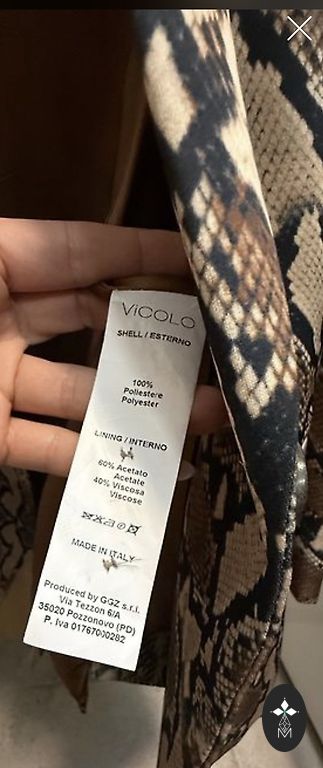 ViCOLO
SHELL / ESTERNO
100%
Poliestere
Polyester
LINING / INTERNO
60% Acetato
Acetate
40% Viscosa
Viscose
MADE IN ITALY
Produced by GGZ s.r.l.
Via Tezzon 6/A
35020 Pozzonovo (PD)
P. Iva 01767000282